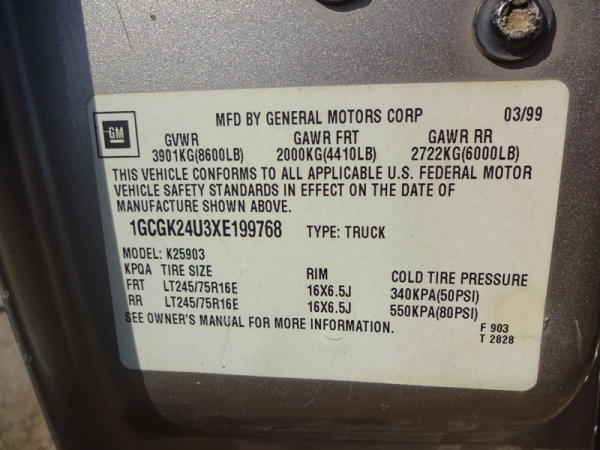 MFD BY GENERAL MOTORS CORP 03/99
GM
GVWR GAWR FRT GAWR RR
3901KG(8600LB) 2000KG(4410LB) 2722KG(6000LB)
THIS VEHICLE CONFORMS TO ALL APPLICABLE U.S. FEDERAL MOTOR
VEHICLE SAFETY STANDARDS IN EFFECT ON THE DATE OF
MANUFACTURE SHOWN ABOVE.
1GCGK24U3XE199768 TYPE: TRUCK
MODEL: K25903
KPQA TIRE SIZE RIM COLD TIRE PRESSURE
FRT LT245/75R16E 16X6.5J 340KPA(50PSI)
RR LT245/75R16E 16X6.5J 550KPA(80PSI)
SEE OWNER'S MANUAL FOR MORE INFORMATION.
F 903
T 2828